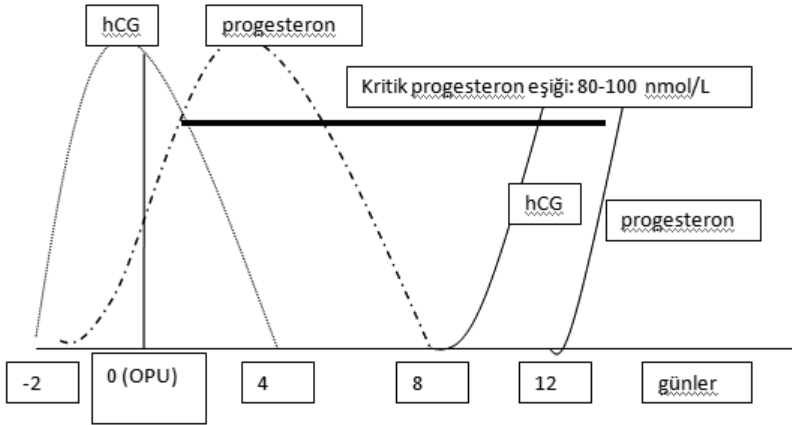 hCG
progesteron
Kritik progesteron eşiği: 80-100 nmol/L
hCG
progesteron
-2
0 (OPU)
4
8
12
günler